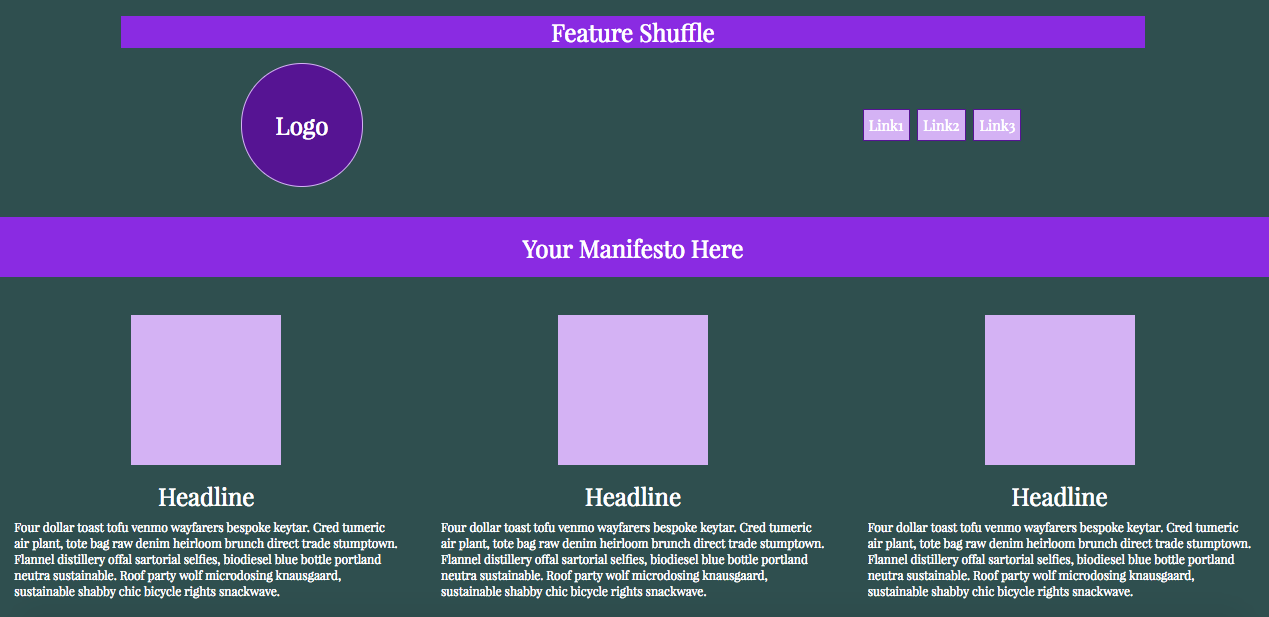 Feature Shuffle
Logo
Link1 Link2 Link3
Your Manifesto Here
Headline
Four dollar toast tofu venmo wayfarers bespoke keytar. Cred tumeric
air plant, tote bag raw denim heirloom brunch direct trade stumptown.
Flannel distillery offal sartorial selfies, biodiesel blue bottle portland
neutra sustainable. Roof party wolf microdosing knausgaard,
sustainable shabby chic bicycle rights snackwave.
Headline
Four dollar toast tofu venmo wayfarers bespoke keytar. Cred tumeric
air plant, tote bag raw denim heirloom brunch direct trade stumptown.
Flannel distillery offal sartorial selfies, biodiesel blue bottle portland
neutra sustainable. Roof party wolf microdosing knausgaard,
sustainable shabby chic bicycle rights snackwave.
Headline
Four dollar toast tofu venmo wayfarers bespoke keytar. Cred tumeric
air plant, tote bag raw denim heirloom brunch direct trade stumptown.
Flannel distillery offal sartorial selfies, biodiesel blue bottle portland
neutra sustainable. Roof party wolf microdosing knausgaard,
sustainable shabby chic bicycle rights snackwave.